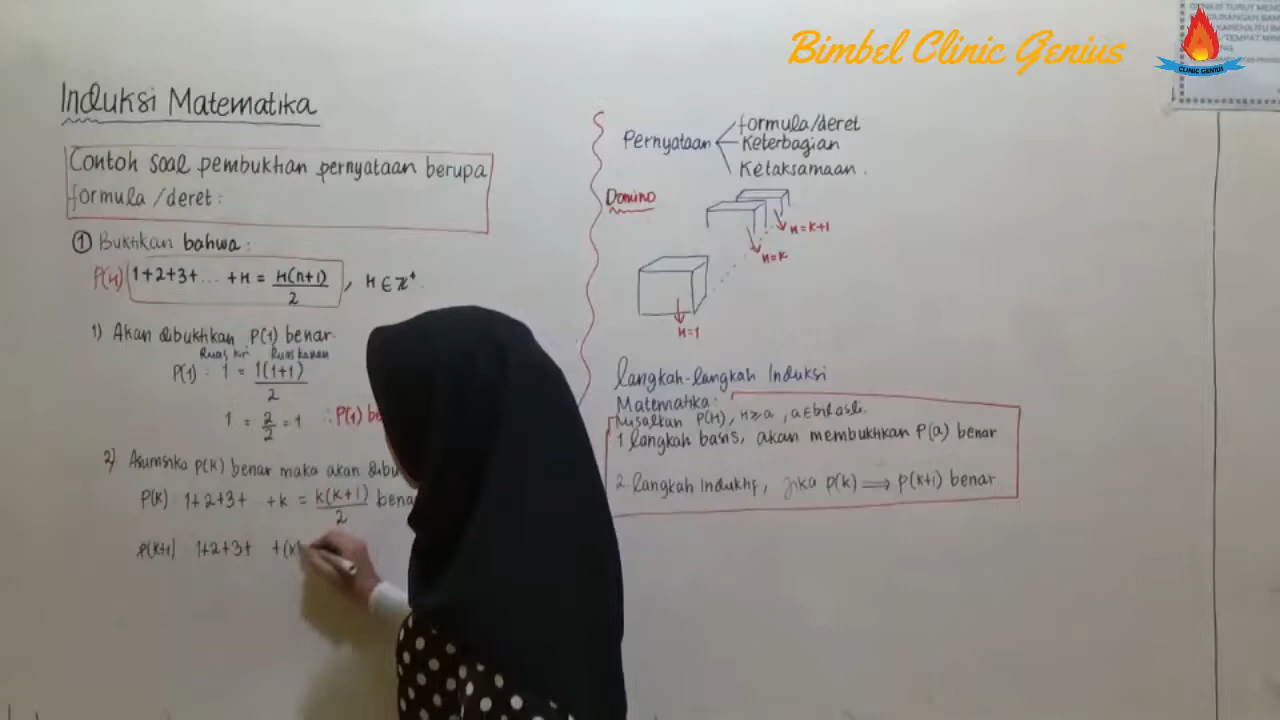 Bimbel Clinic Genius
CLINIC GENIUS
Induksi Matematika
Contoh soal pembuktian pernyataan berupa
formula /deret :
① Buktikan bahwa :
P(n) 1+2+3+ ... +n = n(n+1)/2 , n ∈ Z⁺
1) Akan dibuktikan P(1) benar.
Ruas kiri Ruas kanan
P(1) : 1 = 1(1+1)/2
1 = 2/2 = 1 ∴ P(1)
2) P(k) benar maka akan
P(k) 1+2+3+ +k = k(k+1)/2
P(k+1) 1+2+3+ +(k
Pernyataan
formula/deret
Keterbagian
Ketaksamaan .
Domino
n=k+1
n=k
n=1
langkah-langkah Induksi
Matematika :
Misalkan P(n), n≥a , a∈
1 langkah basis, akan membuktikan P(a) benar
2. langkah Induktif, jika p(k) ⟹ p(k+1) benar